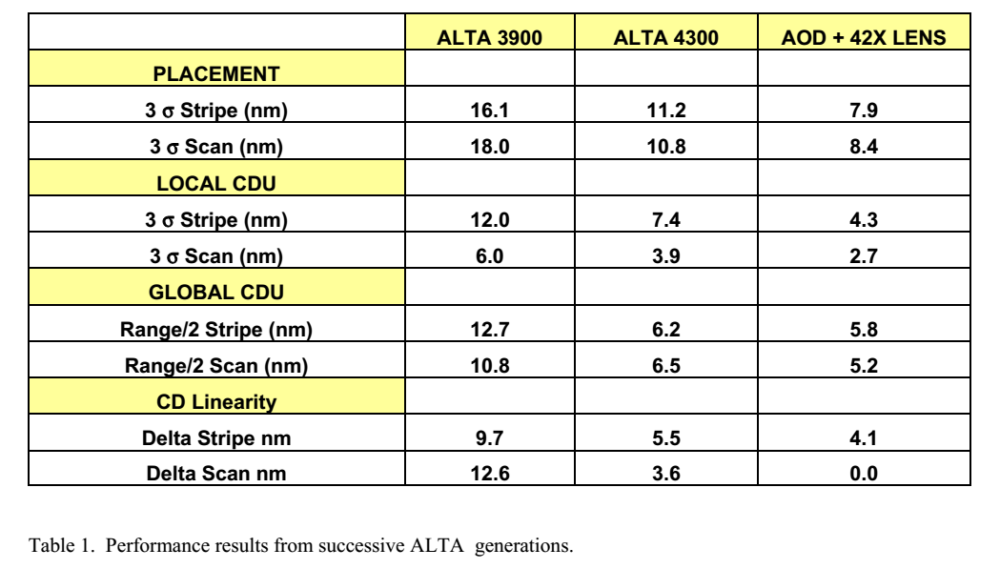 ALTA 3900 ALTA 4300 AOD + 42X LENS
PLACEMENT
3 σ Stripe (nm) 16.1 11.2 7.9
3 σ Scan (nm) 18.0 10.8 8.4
LOCAL CDU
3 σ Stripe (nm) 12.0 7.4 4.3
3 σ Scan (nm) 6.0 3.9 2.7
GLOBAL CDU
Range/2 Stripe (nm) 12.7 6.2 5.8
Range/2 Scan (nm) 10.8 6.5 5.2
CD Linearity
Delta Stripe nm 9.7 5.5 4.1
Delta Scan nm 12.6 3.6 0.0
Table 1. Performance results from successive ALTA generations.